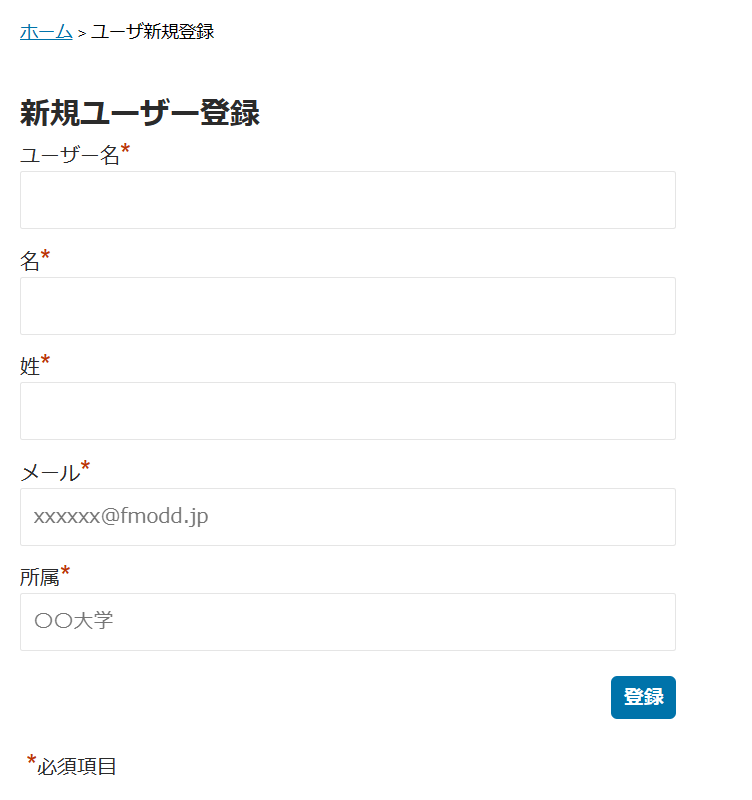 ホーム > ユーザ新規登録
新規ユーザー登録
ユーザー名*
名*
姓*
メール*
xxxxxx@fmodd.jp
所属*
〇〇大学
登録
*必須項目